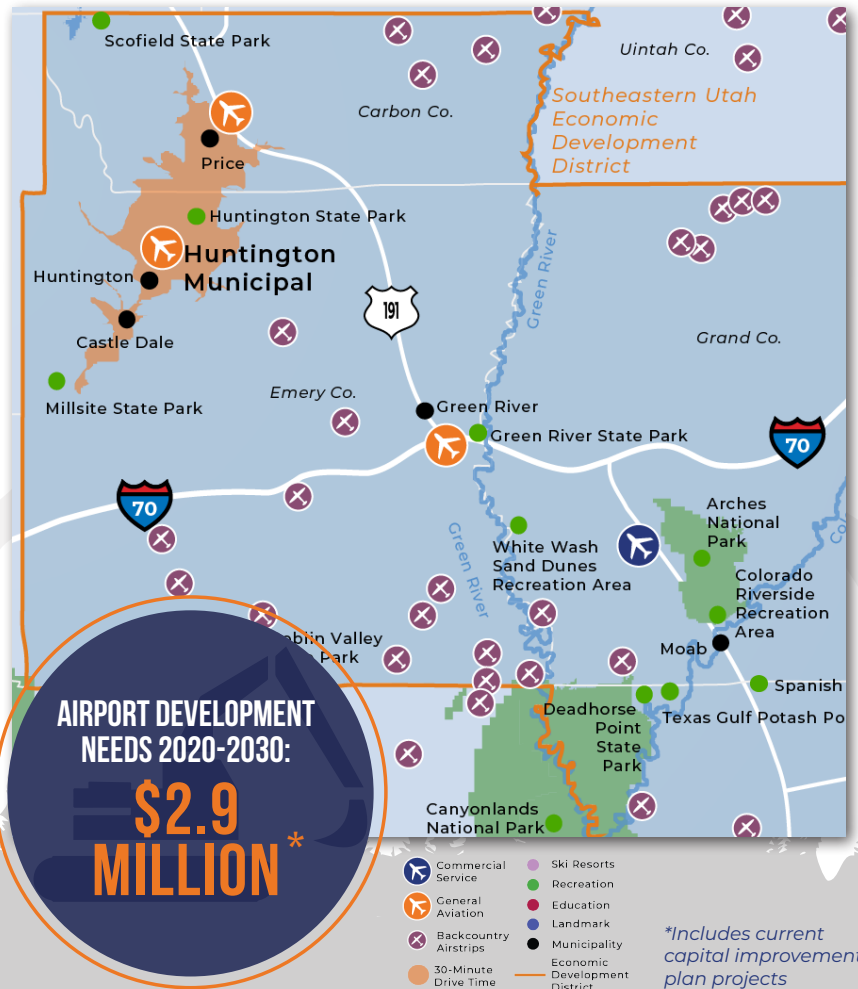 Scofield State Park
Uintah Co.
Carbon Co.
Southeastern Utah
Economic
Development
District
Price
Huntington State Park
Huntington
Municipal
Huntington
Castle Dale
Green River
191
Grand Co.
Emery Co.
Millsite State Park
Green River
Green River State Park
70
70
Arches
National
Park
White Wash
Sand Dunes
Recreation Area
Green River
Colorado
Riverside
Recreation
Area
Moab
oblin Valley
Park
Spanish
Texas Gulf Potash Po
Deadhorse
Point
State
Park
Canyonlands
National Park
AIRPORT DEVELOPMENT
NEEDS 2020-2030:
$2.9
MILLION*
Commercial
Service
General
Aviation
Backcountry
Airstrips
30-Minute
Drive Time
Ski Resorts
Recreation
Education
Landmark
Municipality
Economic
Development
District
*Includes current
capital improvement
plan projects